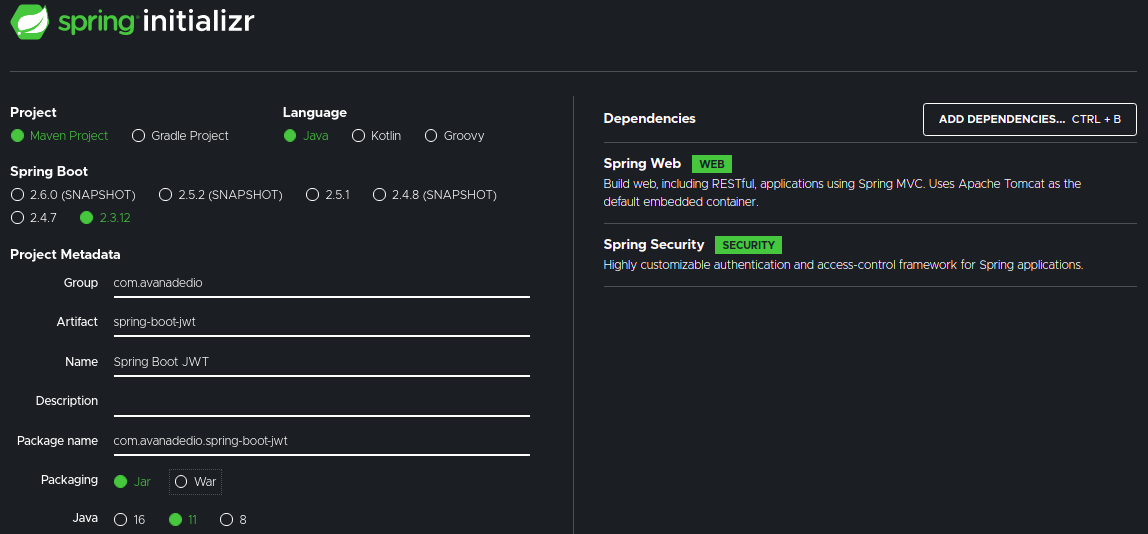 spring initializr
Project
Maven Project Gradle Project
Language
Java Kotlin Groovy
Spring Boot
2.6.0 (SNAPSHOT) 2.5.2 (SNAPSHOT) 2.5.1 2.4.8 (SNAPSHOT)
2.4.7 2.3.12
Project Metadata
Group com.avanadedio
Artifact spring-boot-jwt
Name Spring Boot JWT
Description
Package name com.avanadedio.spring-boot-jwt
Packaging Jar War
Java 16 11 8
Dependencies
ADD DEPENDENCIES... CTRL + B
Spring Web WEB
Build web, including RESTful, applications using Spring MVC. Uses Apache Tomcat as the
default embedded container.
Spring Security SECURITY
Highly customizable authentication and access-control framework for Spring applications.